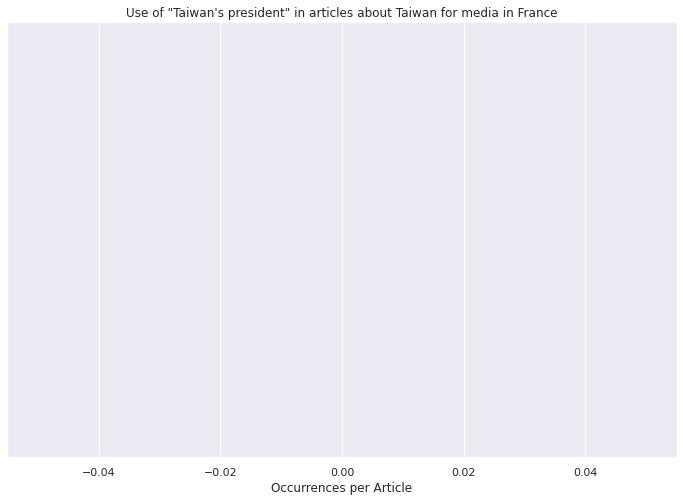 Use of "Taiwan's president" in articles about Taiwan for media in France
−0.04 −0.02 0.00 0.02 0.04
Occurrences per Article